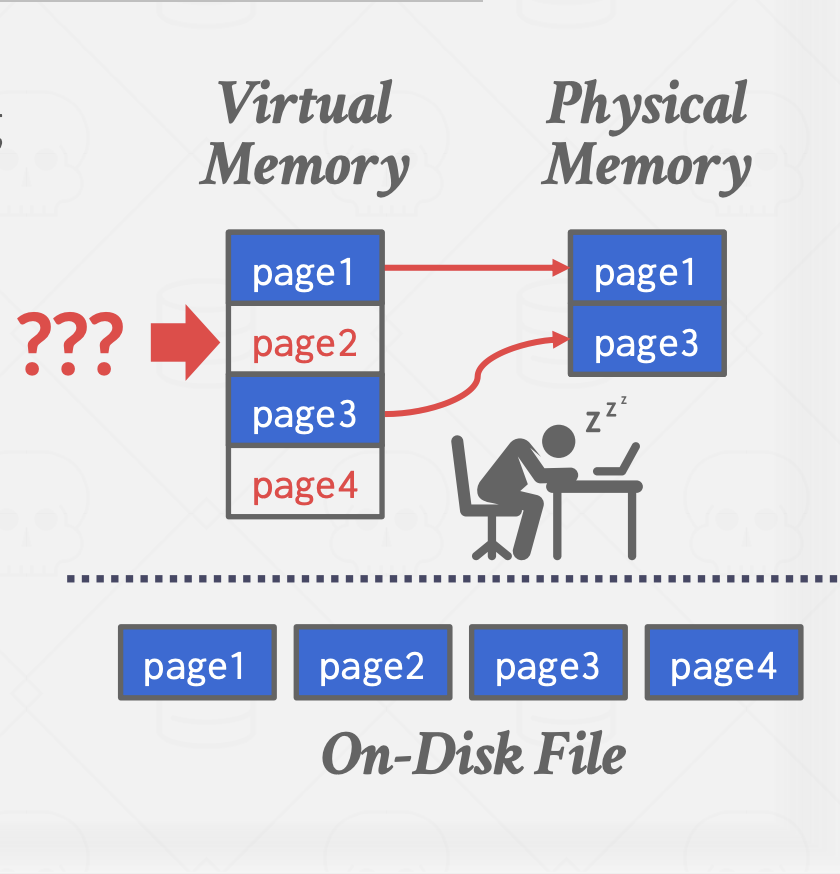 Virtual
Memory
Physical
Memory
page1
page1
???
page2
page3
page3
z z z
page4
page1
page2
page3
page4
On-Disk File